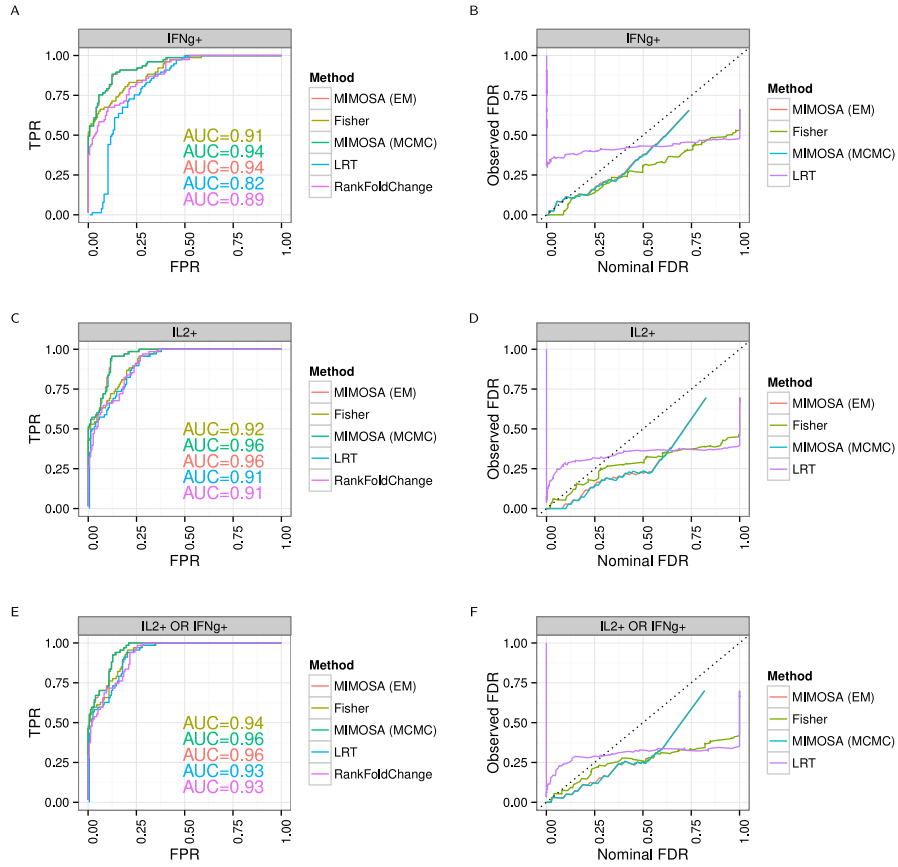 A
IFNg+
1.00
0.75
0.50
0.25
0.00
TPR
AUC=0.91
AUC=0.94
AUC=0.94
AUC=0.82
AUC=0.89
0.00
0.25
0.50
0.75
1.00
FPR
Method
MIMOSA (EM)
Fisher
MIMOSA (MCMC)
LRT
RankFoldChange
B
IFNg+
1.00
0.75
0.50
0.25
0.00
Observed FDR
0.00
0.25
0.50
0.75
1.00
Nominal FDR
Method
MIMOSA (EM)
Fisher
MIMOSA (MCMC)
LRT
C
IL2+
1.00
0.75
0.50
0.25
0.00
TPR
AUC=0.92
AUC=0.96
AUC=0.96
AUC=0.91
AUC=0.91
0.00
0.25
0.50
0.75
1.00
FPR
Method
MIMOSA (EM)
Fisher
MIMOSA (MCMC)
LRT
RankFoldChange
D
IL2+
1.00
0.75
0.50
0.25
0.00
Observed FDR
0.00
0.25
0.50
0.75
1.00
Nominal FDR
Method
MIMOSA (EM)
Fisher
MIMOSA (MCMC)
LRT
E
IL2+ OR IFNg+
1.00
0.75
0.50
0.25
0.00
TPR
AUC=0.94
AUC=0.96
AUC=0.96
AUC=0.93
AUC=0.93
0.00
0.25
0.50
0.75
1.00
FPR
Method
MIMOSA (EM)
Fisher
MIMOSA (MCMC)
LRT
RankFoldChange
F
IL2+ OR IFNg+
1.00
0.75
0.50
0.25
0.00
Observed FDR
0.00
0.25
0.50
0.75
1.00
Nominal FDR
Method
MIMOSA (EM)
Fisher
MIMOSA (MCMC)
LRT